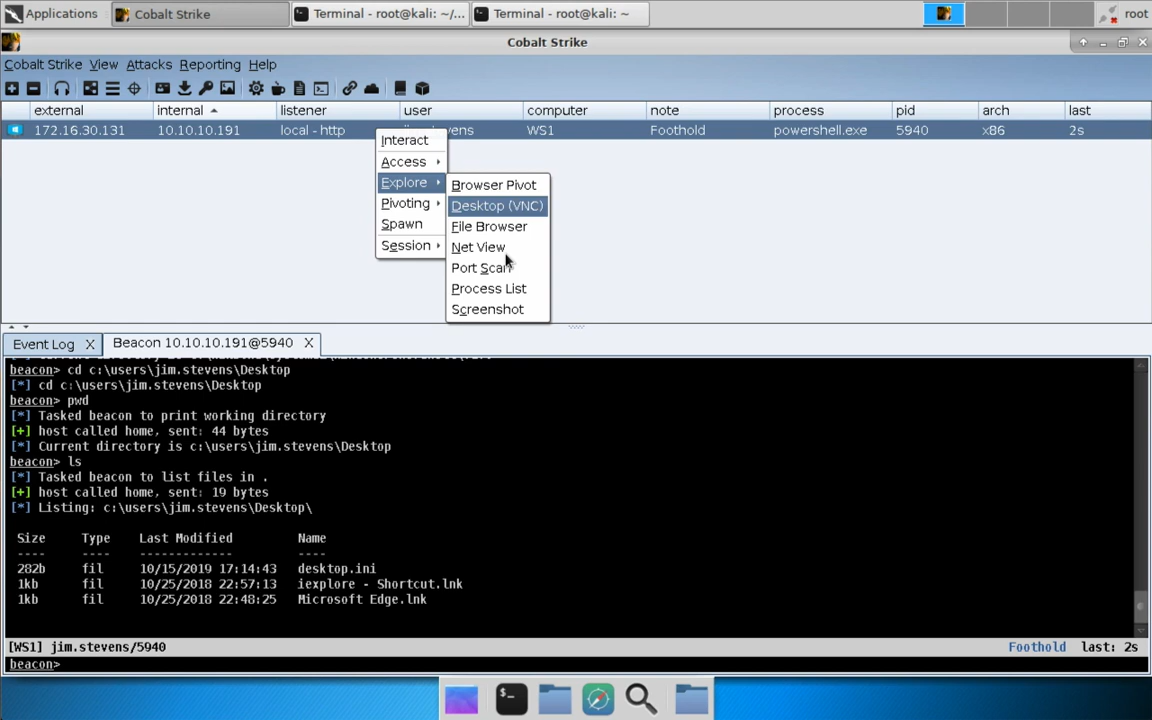 Applications Cobalt Strike Terminal - root@kali: ~/... Terminal - root@kali: ~ root
Cobalt Strike
Cobalt Strike View Attacks Reporting Help
external internal listener user computer note process pid arch last
172.16.30.131 10.10.10.191 local - http stevens WS1 Foothold powershell.exe 5940 x86 2s
Interact
Access
Explore
Pivoting
Spawn
Session
Browser Pivot
Desktop (VNC)
File Browser
Net View
Port Scan
Process List
Screenshot
Event Log X Beacon 10.10.10.191@5940 X
beacon> cd c:\users\jim.stevens\Desktop
[*] cd c:\users\jim.stevens\Desktop
beacon> pwd
[*] Tasked beacon to print working directory
[+] host called home, sent: 44 bytes
[*] Current directory is c:\users\jim.stevens\Desktop
beacon> ls
[*] Tasked beacon to list files in .
[+] host called home, sent: 19 bytes
[*] Listing: c:\users\jim.stevens\Desktop\
Size Type Last Modified Name
---- ---- ------------- ----
282b fil 10/15/2019 17:14:43 desktop.ini
1kb fil 10/25/2018 22:57:13 iexplore - Shortcut.lnk
1kb fil 10/25/2018 22:48:25 Microsoft Edge.lnk
[WS1] jim.stevens/5940 Foothold last: 2s
beacon>